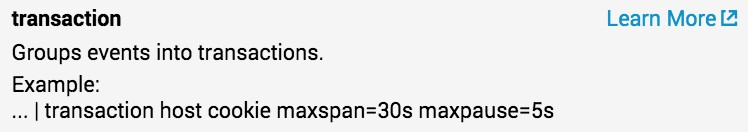 transaction Learn More
Groups events into transactions.
Example:
... | transaction host cookie maxspan=30s maxpause=5s